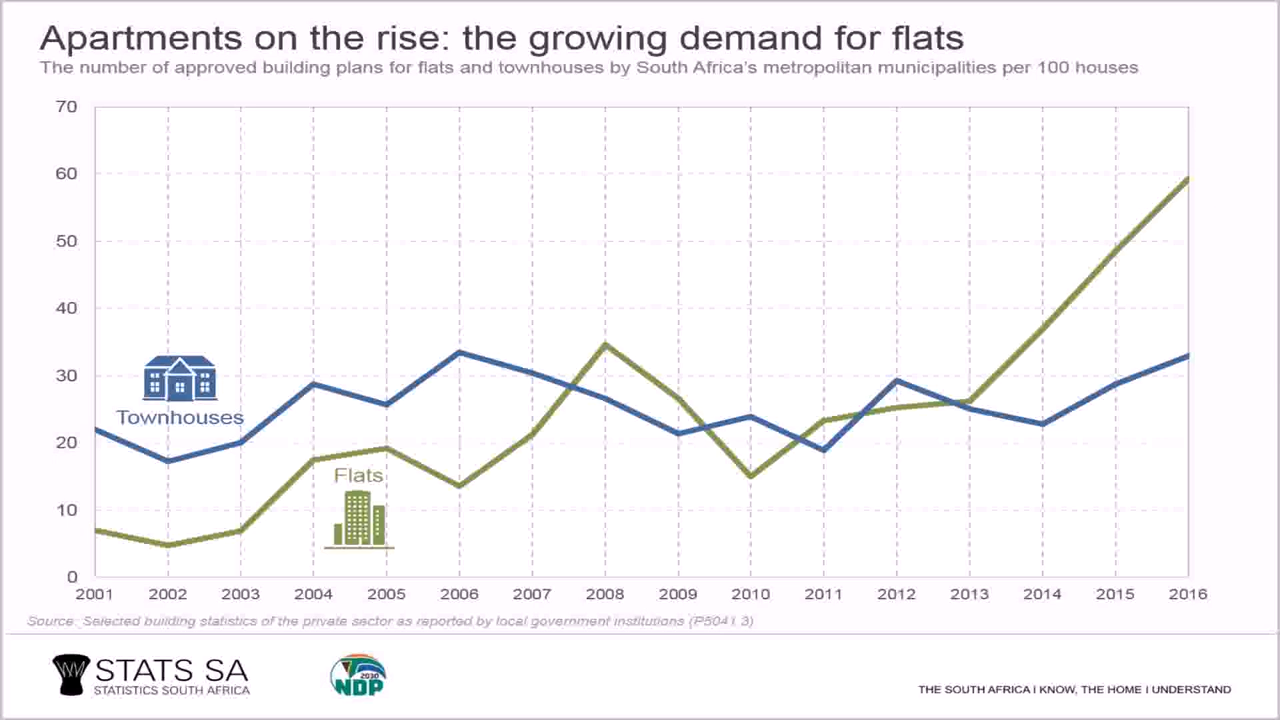 Apartments on the rise: the growing demand for flats
The number of approved building plans for flats and townhouses by South Africa's metropolitan municipalities per 100 houses
70
60
50
40
30
20
10
0
Townhouses
Flats
2001 2002 2003 2004 2005 2006 2007 2008 2009 2010 2011 2012 2013 2014 2015 2016
Source: Selected building statistics of the private sector as reported by local government institutions (P5041.3)
STATS SA
STATISTICS SOUTH AFRICA
2030
NDP
THE SOUTH AFRICA I KNOW, THE HOME I UNDERSTAND